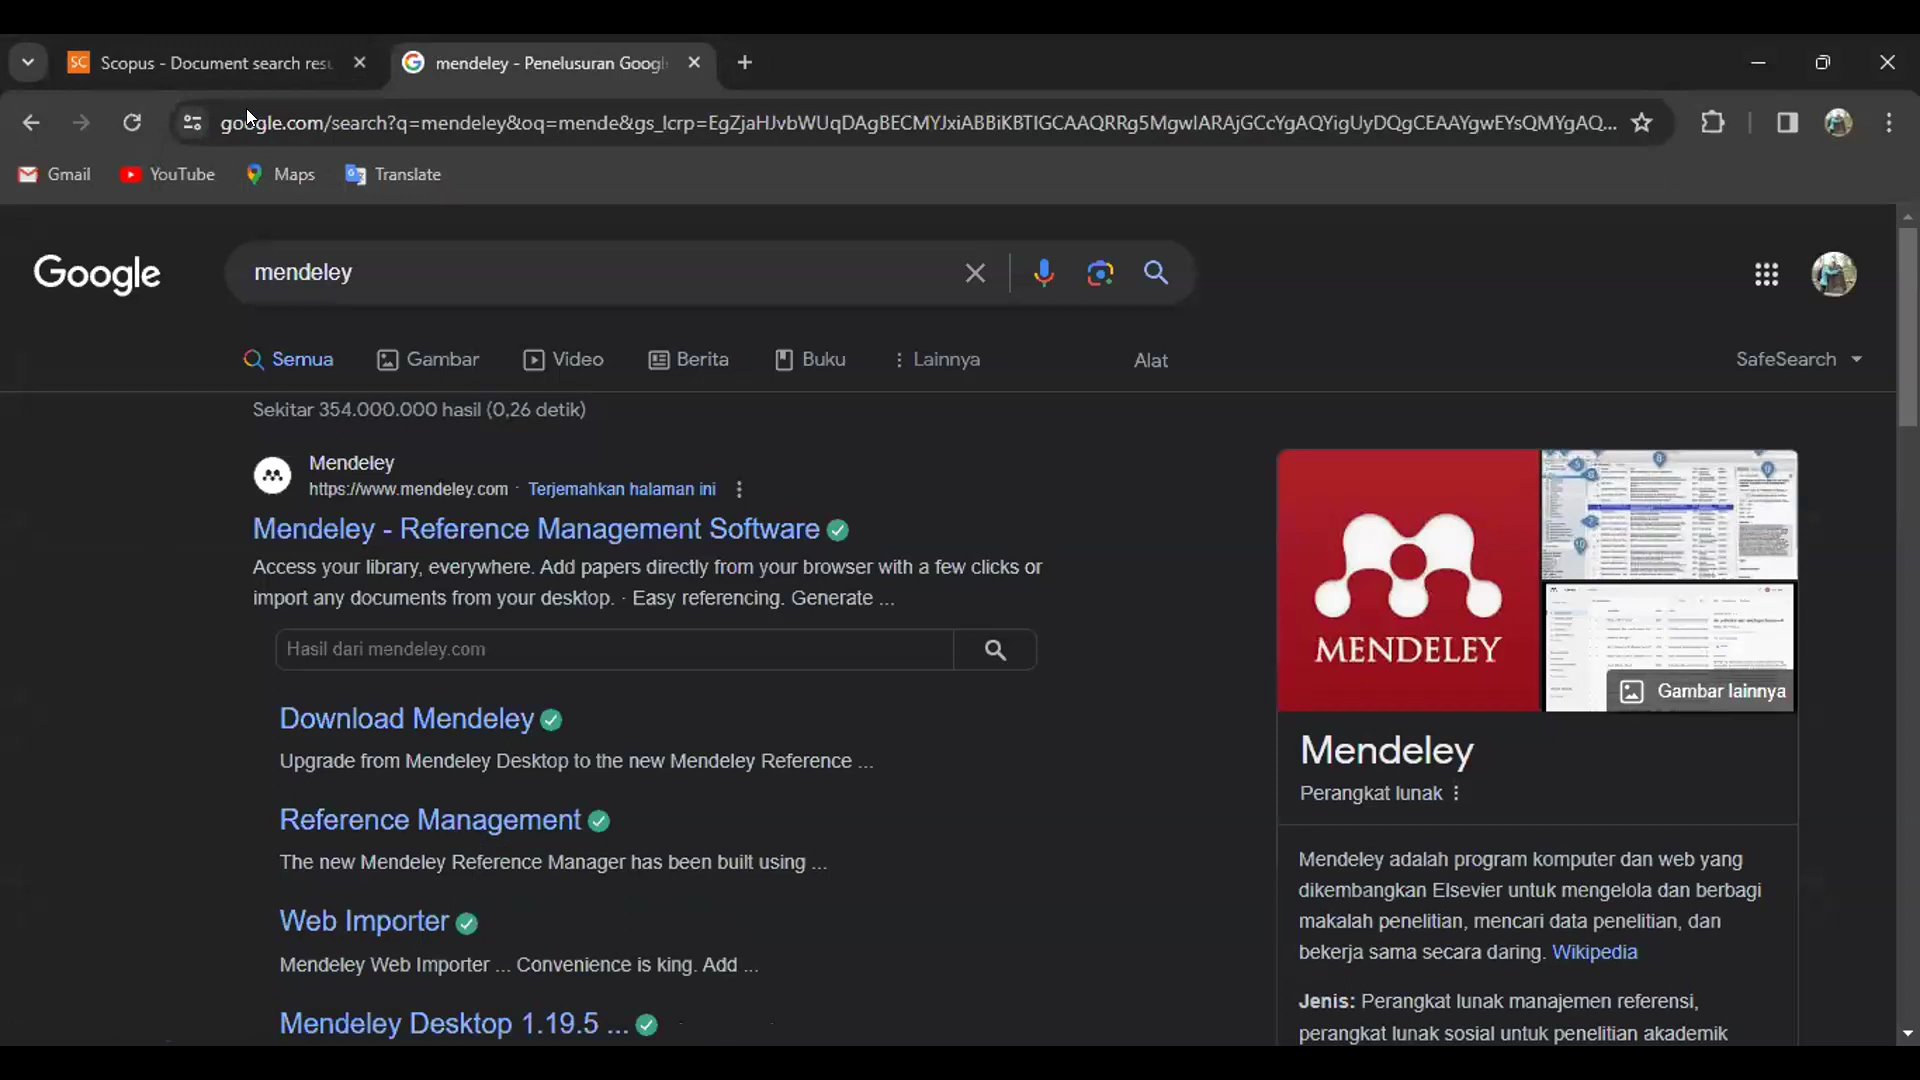 Scopus - Document search resu
mendeley - Penelusuran Googl
google.com/search?q=mendeley&oq=mende&gs_lcrp=EgZjaHJvbWUqDAgBECMYJxiABBiKBTIGCAAQRRg5MgwIARAjGCcYgAQYigUyDQgCEAAYgwEYsQMYgAQ...
Gmail
YouTube
Maps
Translate
Google
mendeley
Semua
Gambar
Video
Berita
Buku
Lainnya
Alat
SafeSearch
Sekitar 354.000.000 hasil (0,26 detik)
Mendeley
https://www.mendeley.com · Terjemahkan halaman ini
Mendeley - Reference Management Software
Access your library, everywhere. Add papers directly from your browser with a few clicks or
import any documents from your desktop. · Easy referencing. Generate ...
Hasil dari mendeley.com
Download Mendeley
Upgrade from Mendeley Desktop to the new Mendeley Reference ...
Reference Management
The new Mendeley Reference Manager has been built using ...
Web Importer
Mendeley Web Importer ... Convenience is king. Add ...
Mendeley Desktop 1.19.5 ...
MENDELEY
Gambar lainnya
Mendeley
Perangkat lunak
Mendeley adalah program komputer dan web yang
dikembangkan Elsevier untuk mengelola dan berbagi
makalah penelitian, mencari data penelitian, dan
bekerja sama secara daring. Wikipedia
Jenis: Perangkat lunak manajemen referensi,
perangkat lunak sosial untuk penelitian akademik